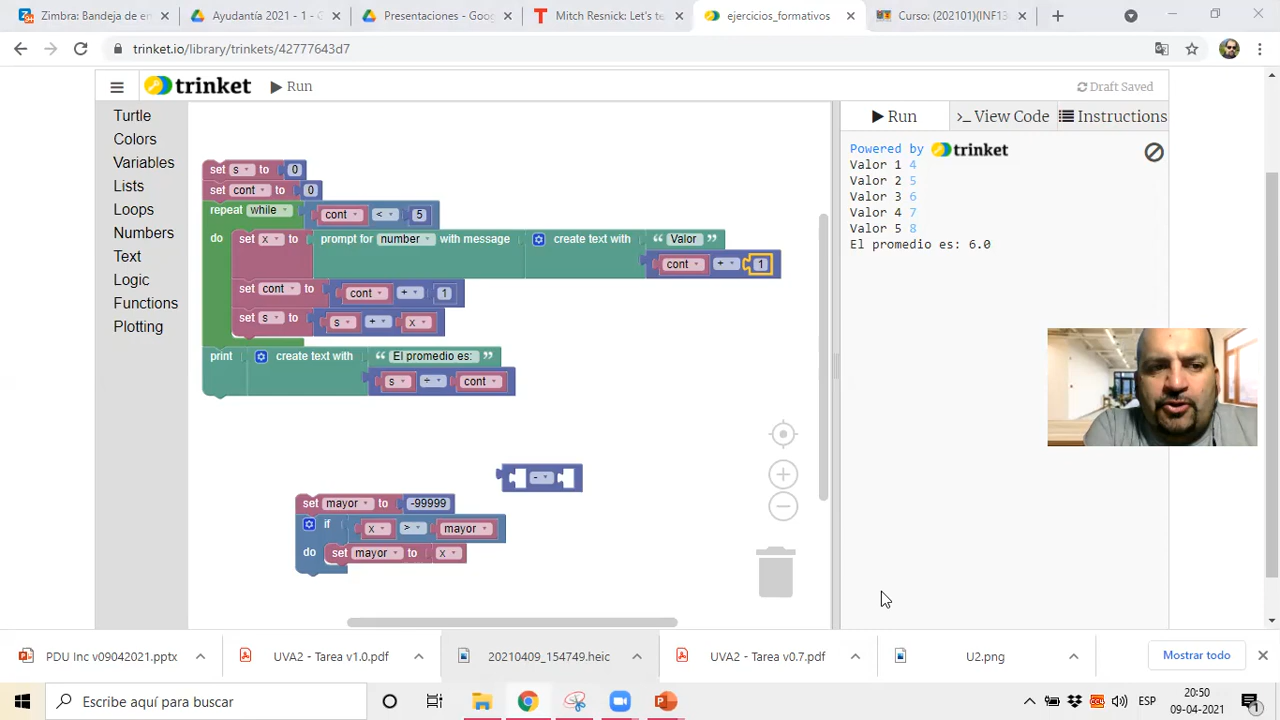 Zimbra: Bandeja de en
Ayudantía 2021 - 1 - G
Presentaciones - Goog
Mitch Resnick: Let's te
ejercicios_formativos
Curso: (202101)(INF13
trinket.io/library/trinkets/42777643d7
trinket
Run
Draft Saved
Turtle
Colors
Variables
Lists
Loops
Numbers
Text
Logic
Functions
Plotting
set s to 0
set cont to 0
repeat while cont < 5
do set x to prompt for number with message create text with “ Valor ”
cont + 1
set cont to cont + 1
set s to s + x
print create text with “ El promedio es: ”
s ÷ cont
-
set mayor to -99999
if x > mayor
do set mayor to x
Run
>_ View Code
Instructions
Powered by trinket
Valor 1 4
Valor 2 5
Valor 3 6
Valor 4 7
Valor 5 8
El promedio es: 6.0
PDU Inc v09042021.pptx
UVA2 - Tarea v1.0.pdf
20210409_154749.heic
UVA2 - Tarea v0.7.pdf
U2.png
Mostrar todo
Escribe aquí para buscar
ESP
20:50
09-04-2021